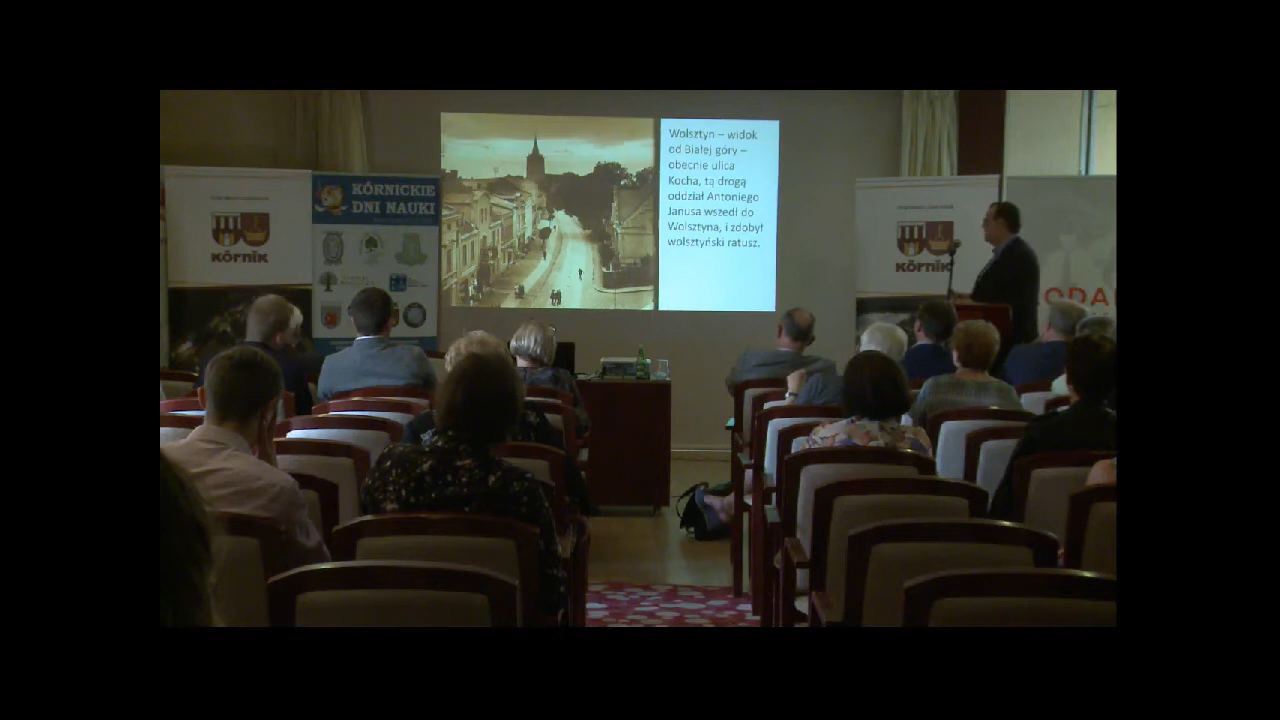 KÓRNICKIE
DNI NAUKI
KÓRNIK
Wolsztyn – widok
od Białej góry –
obecnie ulica
Kocha, tą drogą
oddział Antoniego
Janusa wszedł do
Wolsztyna, i zdobył
wolsztyński ratusz.
KÓRNIK
ODA